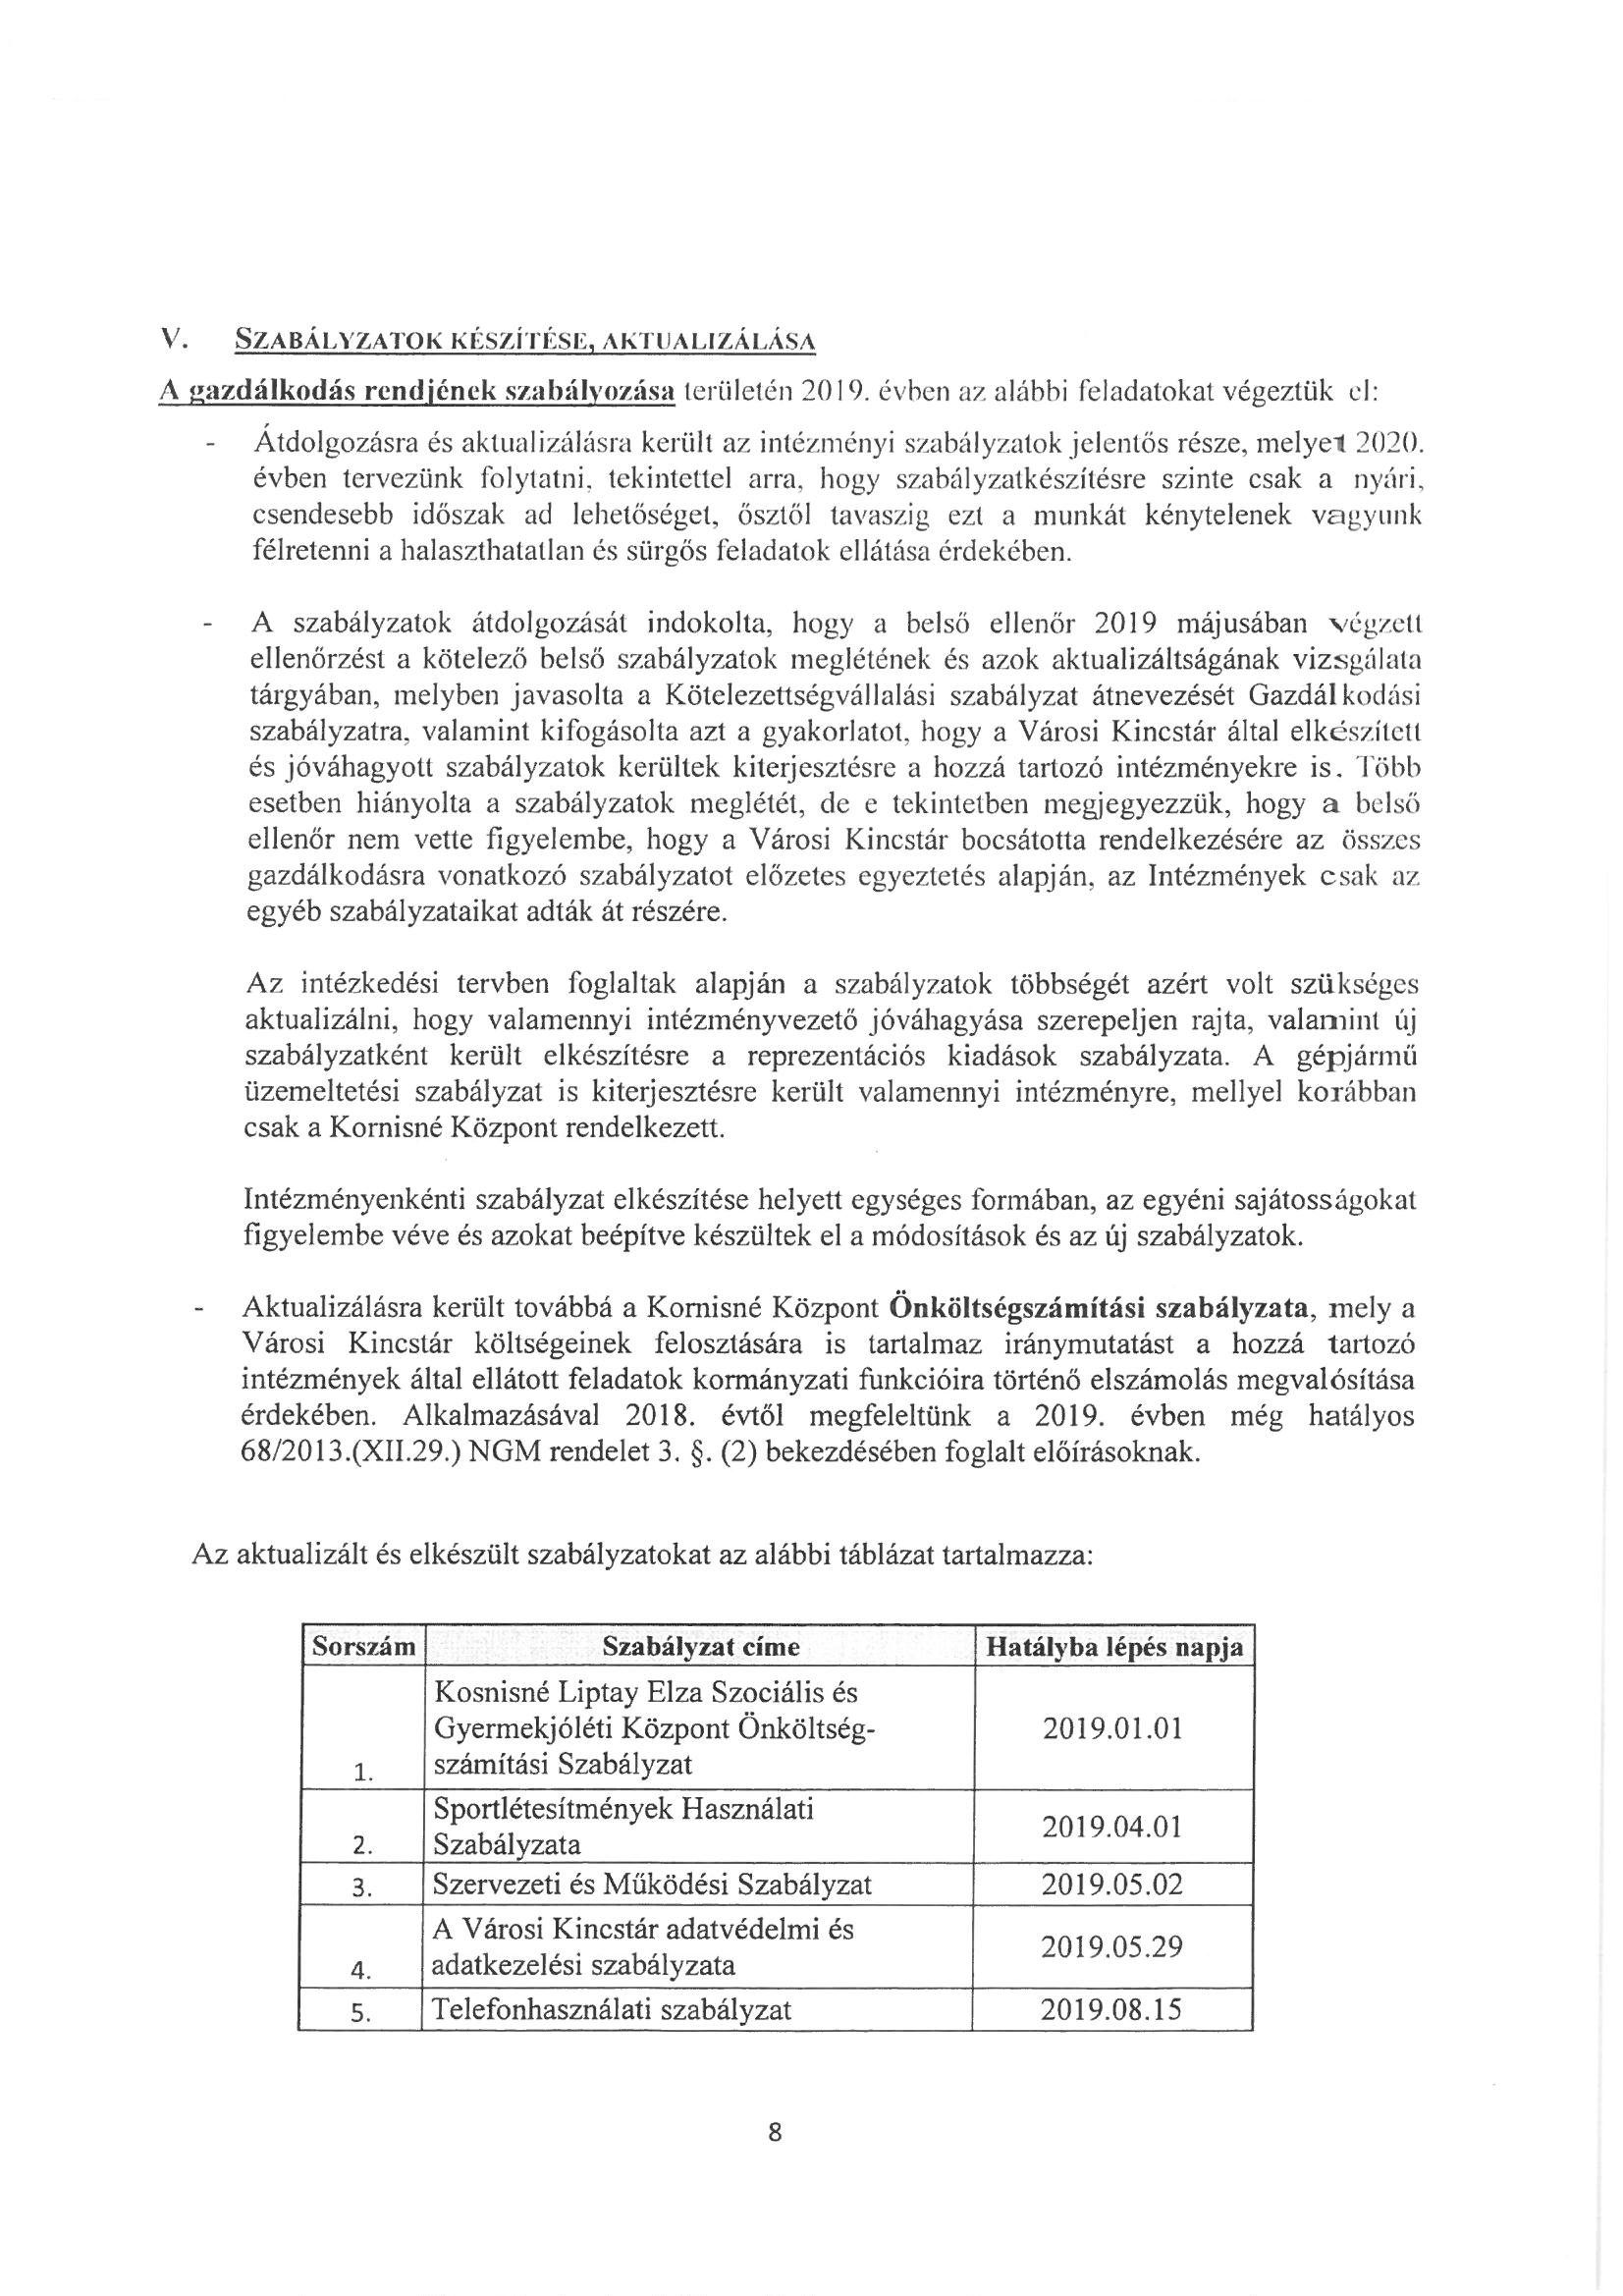 V. SZABÁLYZATOK KÉSZÍTÉSE, AKTUALIZÁLÁSA
A gazdálkodás rendjének szabályozása területén 2019. évben az alábbi feladatokat végeztük el:
- Átdolgozásra és aktualizálásra került az intézményi szabályzatok jelentős része, melyet 2020.
évben tervezünk folytatni, tekintettel arra, hogy szabályzatkészítésre szinte csak a nyári,
csendesebb időszak ad lehetőséget, ősztől tavaszig ezt a munkát kénytelenek vagyunk
félretenni a halaszthatatlan és sürgős feladatok ellátása érdekében.
- A szabályzatok átdolgozását indokolta, hogy a belső ellenőr 2019 májusában végzett
ellenőrzést a kötelező belső szabályzatok meglétének és azok aktualizáltságának vizsgálata
tárgyában, melyben javasolta a Kötelezettségvállalási szabályzat átnevezését Gazdálkodási
szabályzatra, valamint kifogásolta azt a gyakorlatot, hogy a Városi Kincstár által elkészített
és jóváhagyott szabályzatok kerültek kiterjesztésre a hozzá tartozó intézményekre is. Több
esetben hiányolta a szabályzatok meglétét, de e tekintetben megjegyezzük, hogy a belső
ellenőr nem vette figyelembe, hogy a Városi Kincstár bocsátotta rendelkezésére az összes
gazdálkodásra vonatkozó szabályzatot előzetes egyeztetés alapján, az Intézmények csak az
egyéb szabályzataikat adták át részére.
Az intézkedési tervben foglaltak alapján a szabályzatok többségét azért volt szükséges
aktualizálni, hogy valamennyi intézményvezető jóváhagyása szerepeljen rajta, valamint új
szabályzatként került elkészítésre a reprezentációs kiadások szabályzata. A gépjármű
üzemeltetési szabályzat is kiterjesztésre került valamennyi intézményre, mellyel korábban
csak a Kornisné Központ rendelkezett.
Intézményenkénti szabályzat elkészítése helyett egységes formában, az egyéni sajátosságokat
figyelembe véve és azokat beépítve készültek el a módosítások és az új szabályzatok.
- Aktualizálásra került továbbá a Kornisné Központ Önköltségszámítási szabályzata, mely a
Városi Kincstár költségeinek felosztására is tartalmaz iránymutatást a hozzá tartozó
intézmények által ellátott feladatok kormányzati funkcióira történő elszámolás megvalósítása
érdekében. Alkalmazásával 2018. évtől megfeleltünk a 2019. évben még hatályos
68/2013.(XII.29.) NGM rendelet 3. §. (2) bekezdésében foglalt előírásoknak.
Az aktualizált és elkészült szabályzatokat az alábbi táblázat tartalmazza:
Sorszám Szabályzat címe Hatályba lépés napja
Kosnisné Liptay Elza Szociális és
Gyermekjóléti Központ Önköltség- 2019.01.01
1. számítási Szabályzat
Sportlétesítmények Használati
2. Szabályzata 2019.04.01
3. Szervezeti és Működési Szabályzat 2019.05.02
A Városi Kincstár adatvédelmi és
4. adatkezelési szabályzata 2019.05.29
5. Telefonhasználati szabályzat 2019.08.15
8